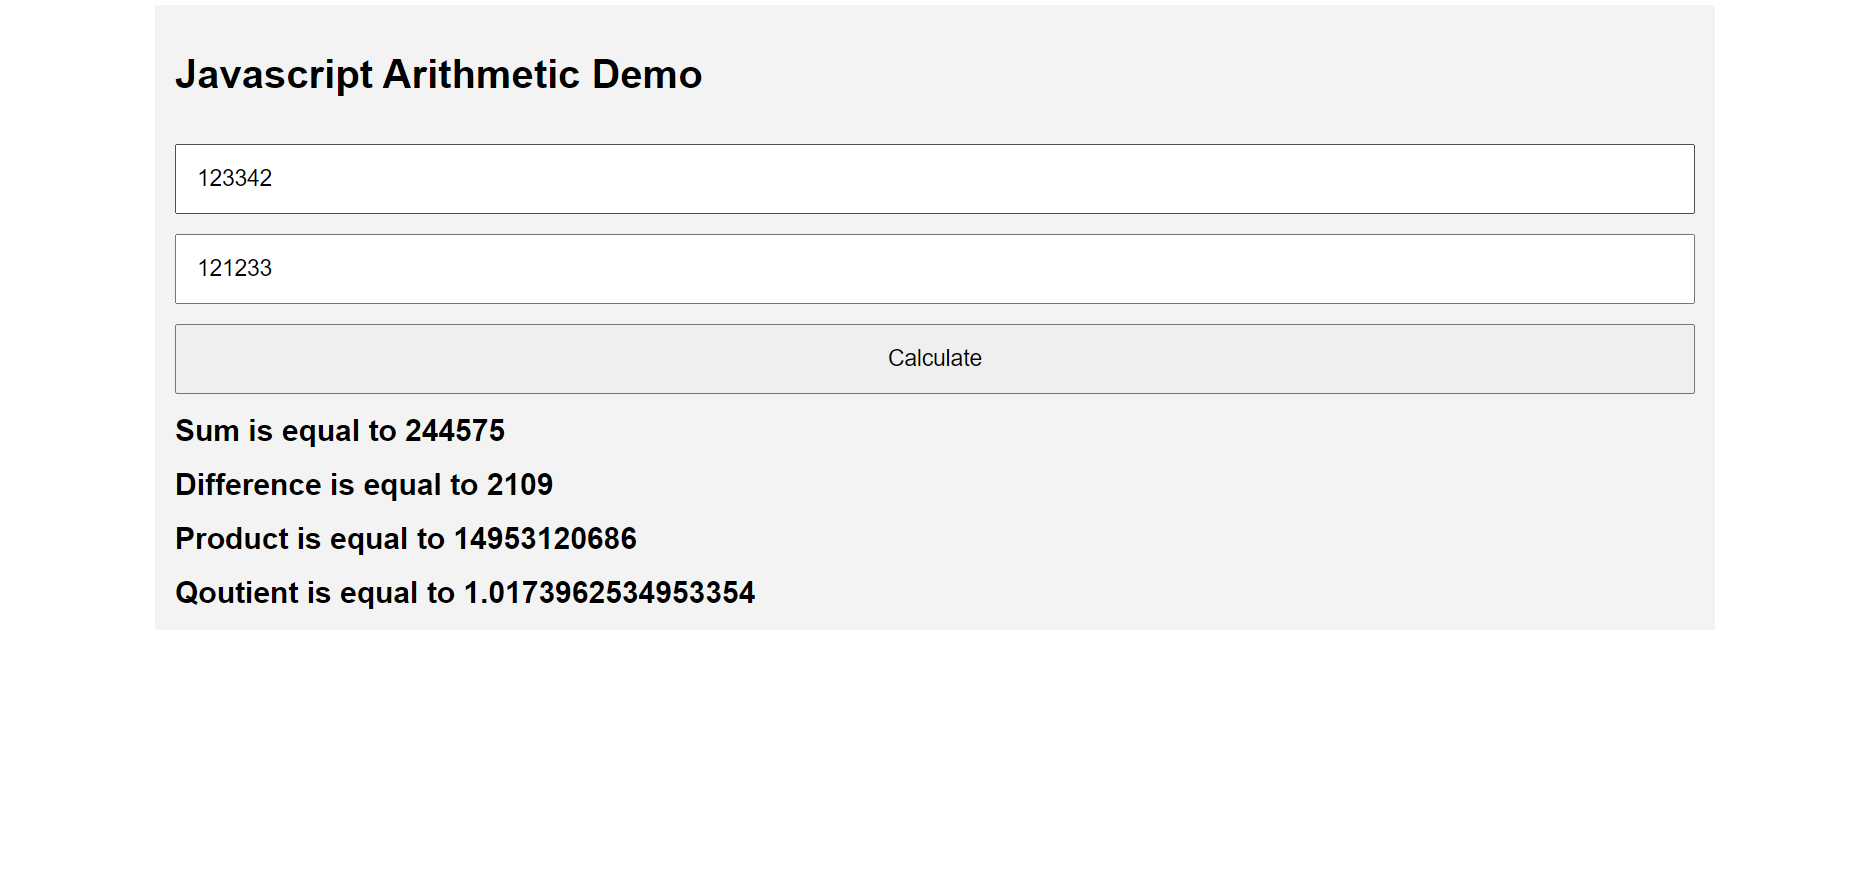 Javascript Arithmetic Demo
123342
121233
Calculate
Sum is equal to 244575
Difference is equal to 2109
Product is equal to 14953120686
Qoutient is equal to 1.0173962534953354